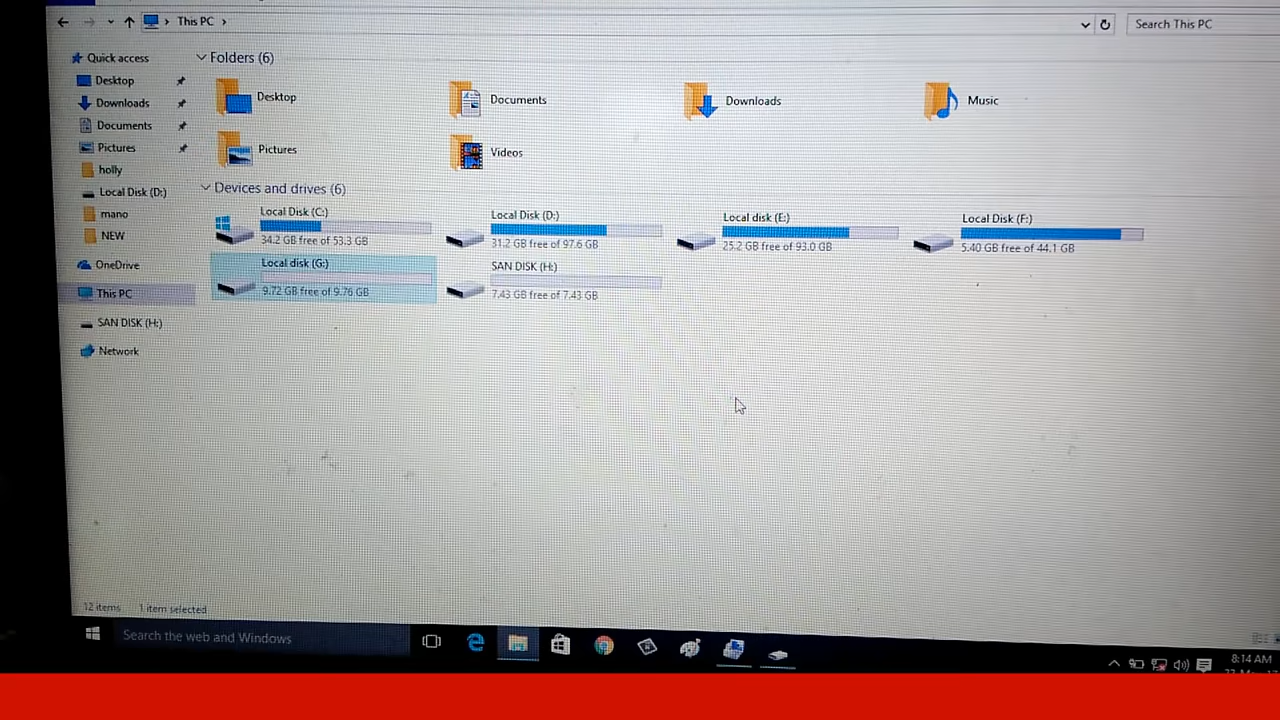 This PC
Search This PC
Quick access
Desktop
Downloads
Documents
Pictures
holly
Local Disk (D:)
mano
NEW
OneDrive
This PC
SAN DISK (H:)
Network
Folders (6)
Desktop
Documents
Downloads
Music
Pictures
Videos
Devices and drives (6)
Local Disk (C:)
34.2 GB free of 53.3 GB
Local Disk (D:)
31.2 GB free of 97.6 GB
Local disk (E:)
25.2 GB free of 93.0 GB
Local Disk (F:)
5.40 GB free of 44.1 GB
Local disk (G:)
9.72 GB free of 9.76 GB
SAN DISK (H:)
7.43 GB free of 7.43 GB
12 items 1 item selected
Search the web and Windows
8:14 AM